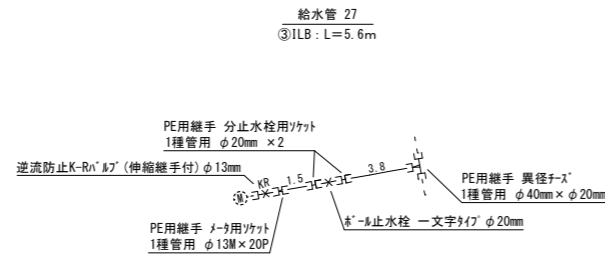 給水管 27
③ILB : L=5.6m
PE用継手 分止水栓用ｿｹｯﾄ
1種管用 φ20mm ×2
逆流防止K-Rﾊﾞﾙﾌﾞ(伸縮継手付) φ13mm
KR
1.5
3.8
M
PE用継手 異径ﾁｰｽﾞ
1種管用 φ40mm×φ20mm
PE用継手 ﾒｰﾀ用ｿｹｯﾄ
1種管用 φ13M×20P
ﾎﾞｰﾙ止水栓 一文字ﾀｲﾌﾟ φ20mm